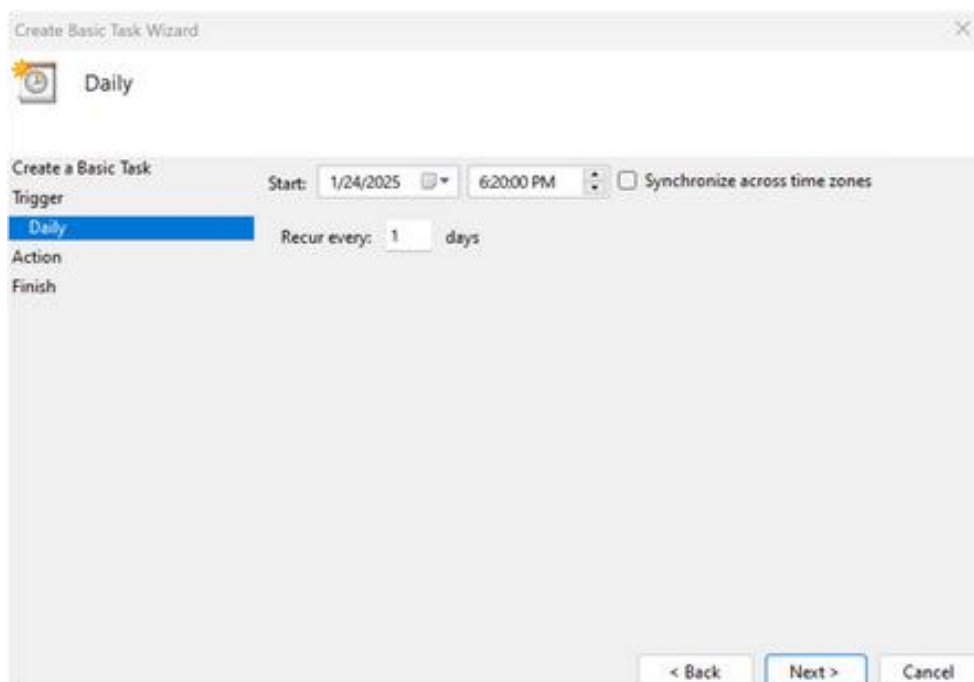 Create Basic Task Wizard
Daily
Create a Basic Task
Trigger
Daily
Action
Finish
Start: 1/24/2025 6:20:00 PM Synchronize across time zones
Recur every: 1 days
< Back Next > Cancel